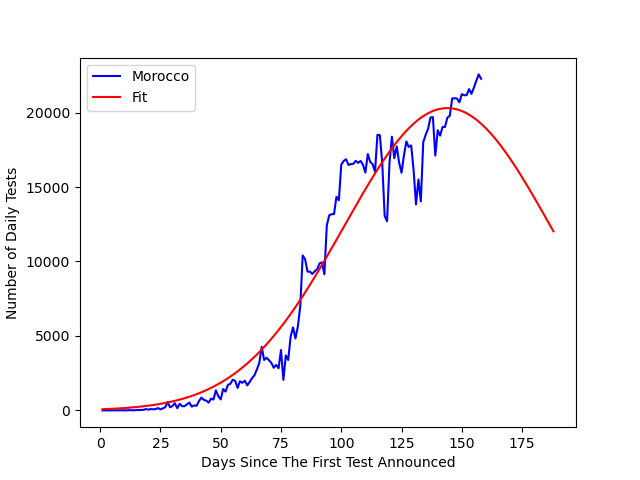 Morocco
Fit
Number of Daily Tests
20000
15000
10000
5000
0
0 25 50 75 100 125 150 175
Days Since The First Test Announced